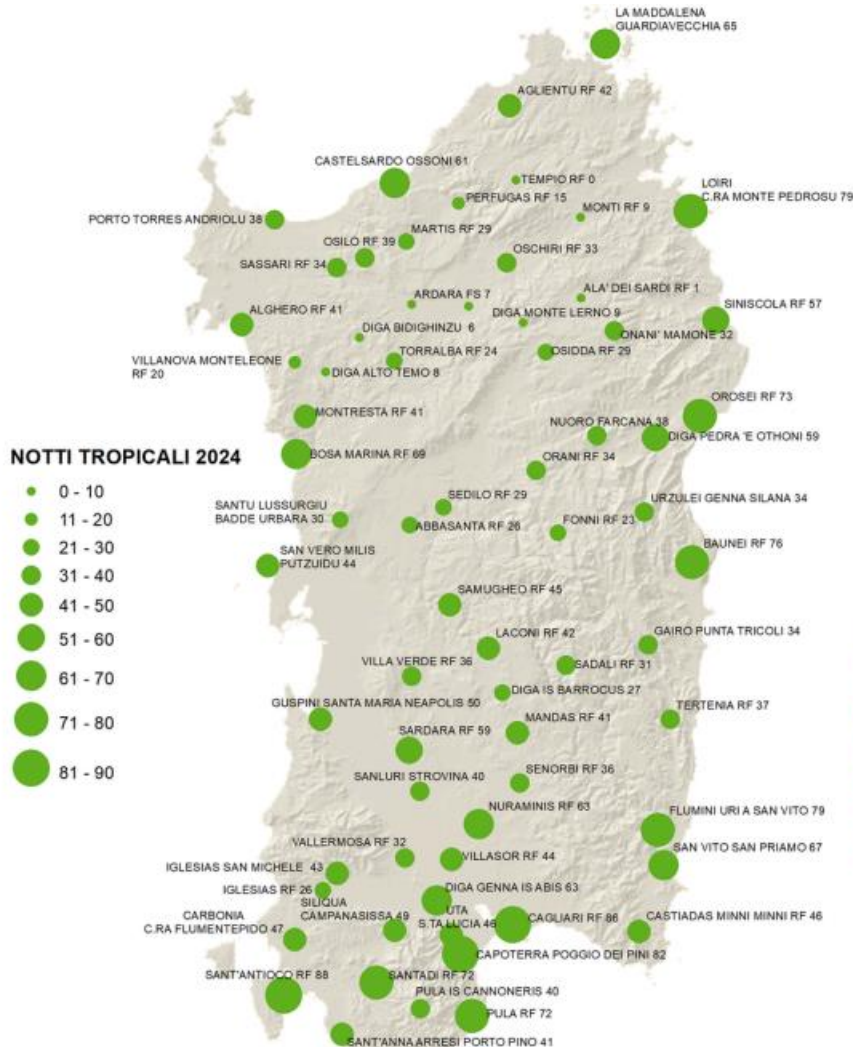 LA MADDALENA
GUARDIAVECCHIA 65
AGLIENTU RF 42
CASTELSARDO OSSONI 61
TEMPIO RF 0
LOIRI
C.RA MONTE PEDROSU 79
PERFUGAS RF 15
MONTI RF 9
PORTO TORRES ANDRIOLU 38
MARTIS RF 29
OSILO RF 39
OSCHIRI RF 33
SASSARI RF 34
ALA' DEI SARDI RF 1
ARDARA FS 7
SINISCOLA RF 57
ALGHERO RF 41
DIGA MONTE LERNO 9
DIGA BIDIGHINZU 6
ONANI' MAMONE 32
TORRALBA RF 24
OSIDDA RF 29
VILLANOVA MONTELEONE
RF 20
DIGA ALTO TEMO 8
OROSEI RF 73
MONTRESTA RF 41
NUORO FARCANA 38
DIGA PEDRA 'E OTHONI 59
NOTTI TROPICALI 2024
BOSA MARINA RF 69
ORANI RF 34
0 - 10
11 - 20
21 - 30
31 - 40
41 - 50
51 - 60
61 - 70
71 - 80
81 - 90
SEDILO RF 29
URZULEI GENNA SILANA 34
SANTU LUSSURGIU
BADDE URBARA 30
ABBASANTA RF 26
FONNI RF 23
BAUNEI RF 76
SAN VERO MILIS
PUTZUIDU 44
SAMUGHEO RF 45
LACONI RF 42
GAIRO PUNTA TRICOLI 34
VILLA VERDE RF 36
SADALI RF 31
DIGA IS BARROCUS 27
GUSPINI SANTA MARIA NEAPOLIS 50
TERTENIA RF 37
MANDAS RF 41
SARDARA RF 59
SANLURI STROVINA 40
SENORBI RF 36
NURAMINIS RF 63
FLUMINI URI A SAN VITO 79
VALLERMOSA RF 32
SAN VITO SAN PRIAMO 67
VILLASOR RF 44
IGLESIAS SAN MICHELE 43
IGLESIAS RF 26
DIGA GENNA IS ABIS 63
SILIQUA
CAMPANASISSA 49
UTA
S.TA LUCIA 46
CAGLIARI RF 86
CASTIADAS MINNI MINNI RF 46
CARBONIA
C.RA FLUMENTEPIDO 47
CAPOTERRA POGGIO DEI PINI 82
SANT'ANTIOCO RF 88
SANTADI RF 72
PULA IS CANNONERIS 40
PULA RF 72
SANT'ANNA ARRESI PORTO PINO 41